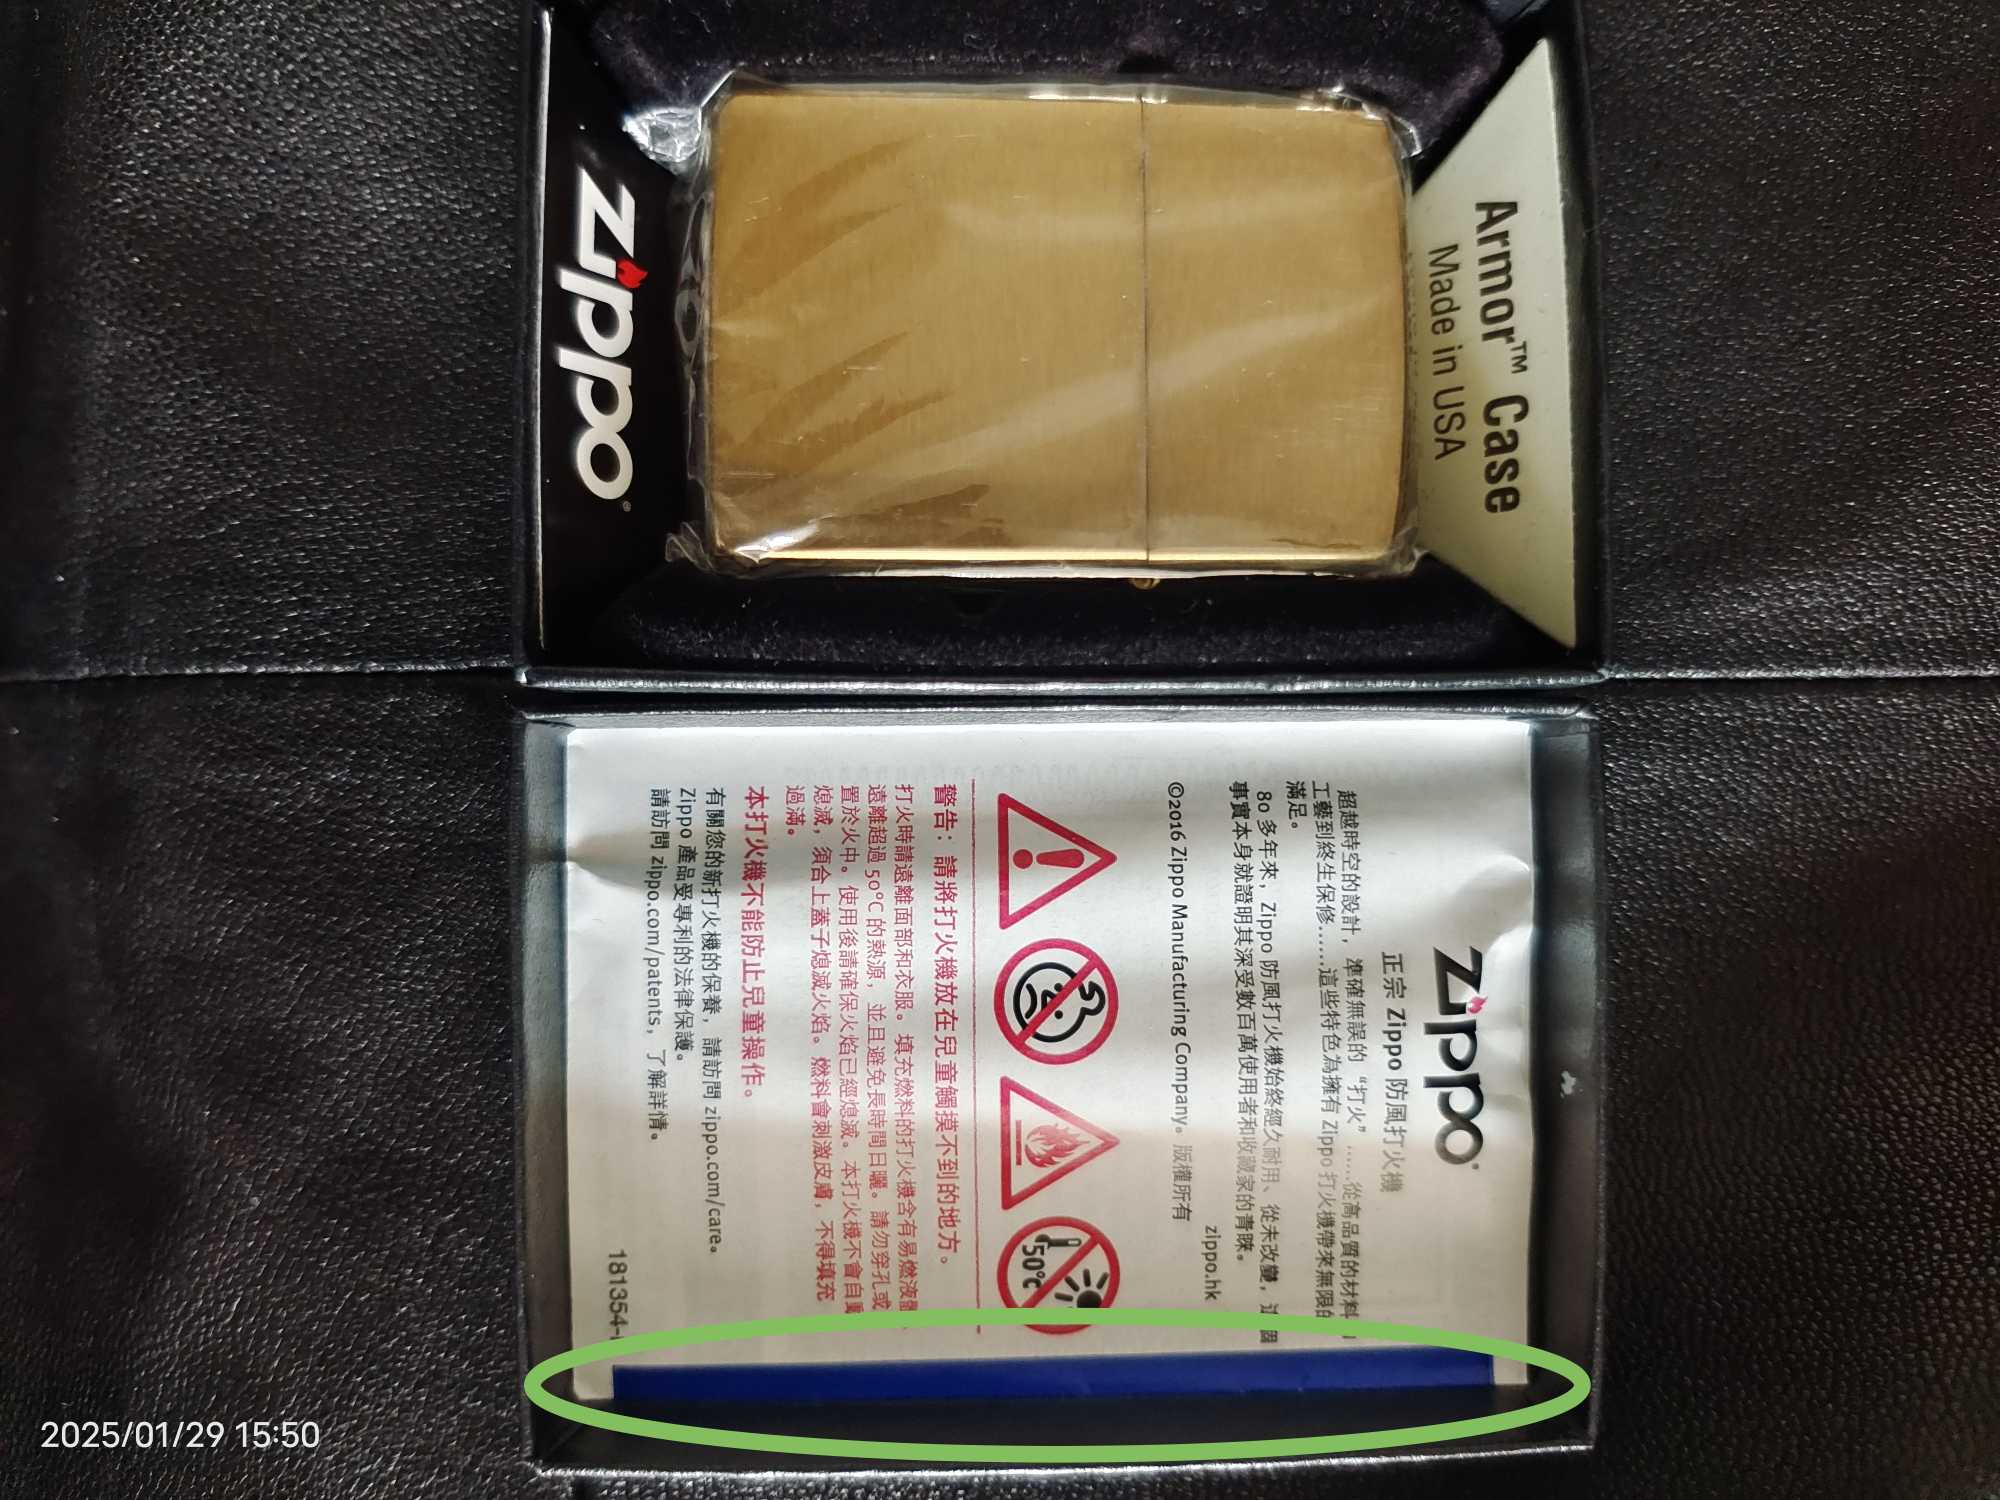 Zippo
Armor™ Case
Made in USA
Zippo
正宗 Zippo 防風打火機
超越時空的設計，準確無誤的“打火”……從高品質的材料
工藝到終生保修……這些特色為擁有 Zippo 打火機帶來無限的
滿足。
80 多年來，Zippo 防風打火機始終經久耐用、從未改變，這個
事實本身就證明其深受數百萬使用者和收藏家的青睞。
zippo.hk
©2016 Zippo Manufacturing Company。版權所有
50°C
警告：請將打火機放在兒童觸摸不到的地方。
打火時請遠離面部和衣服。填充燃料的打火機含有易燃液體
遠離超過 50°C 的熱源，並且避免長時間日曬。請勿穿孔或
置於火中。使用後請確保火焰已經熄滅。本打火機不會自動
熄滅，須合上蓋子熄滅火焰。燃料會刺激皮膚，不得填充
過滿。
本打火機不能防止兒童操作。
有關您的新打火機的保養，請訪問 zippo.com/care。
Zippo 產品受專利的法律保護。
請訪問 zippo.com/patents，了解詳情。
181354-
2025/01/29 15:50